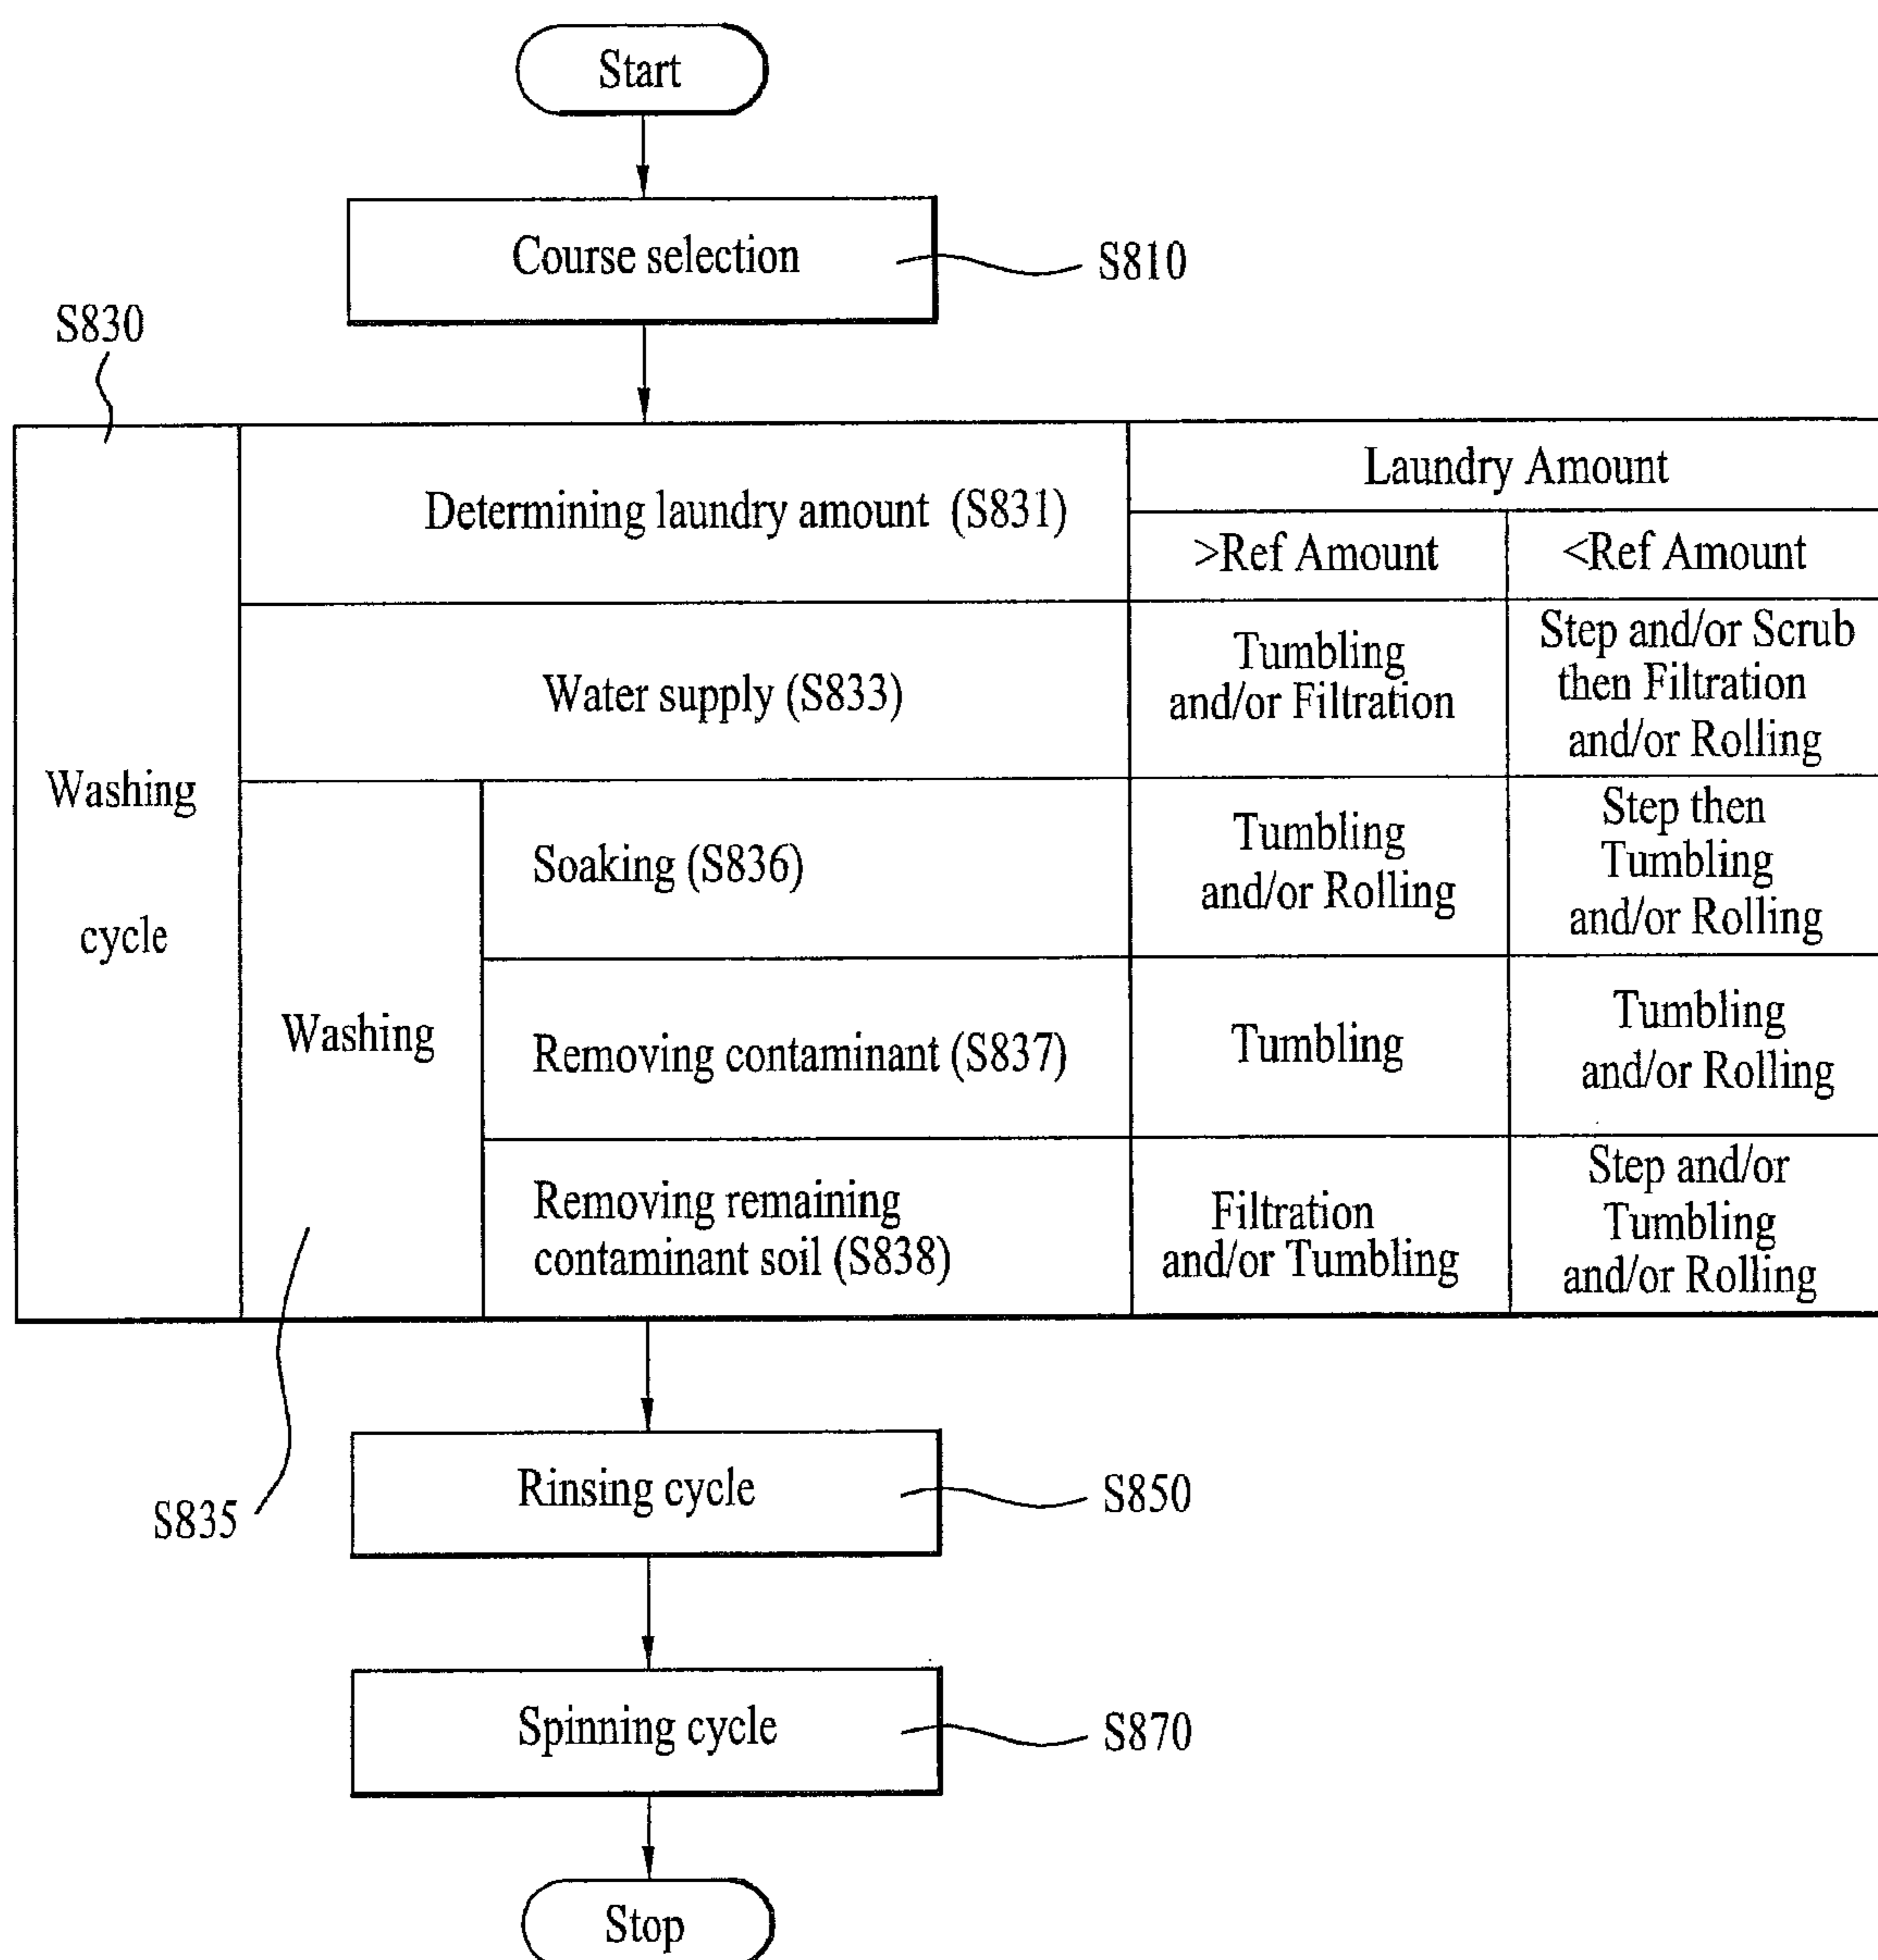 Start
Course selection
S810
S830
Washing
cycle
Determining laundry amount (S831)
Laundry Amount
>Ref Amount
<Ref Amount
Water supply (S833)
Tumbling
and/or Filtration
Step and/or Scrub
then Filtration
and/or Rolling
Washing
Soaking (S836)
Tumbling
and/or Rolling
Step then
Tumbling
and/or Rolling
Removing contaminant (S837)
Tumbling
Tumbling
and/or Rolling
Removing remaining
contaminant soil (S838)
Filtration
and/or Tumbling
Step and/or
Tumbling
and/or Rolling
S835
Rinsing cycle
S850
Spinning cycle
S870
Stop